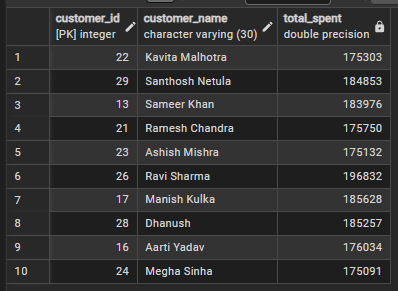 customer_id customer_name total_spent
[PK] integer character varying (30) double precision
1 22 Kavita Malhotra 175303
2 29 Santhosh Netula 184853
3 13 Sameer Khan 183976
4 21 Ramesh Chandra 175750
5 23 Ashish Mishra 175132
6 26 Ravi Sharma 196832
7 17 Manish Kulka 185628
8 28 Dhanush 185257
9 16 Aarti Yadav 176034
10 24 Megha Sinha 175091